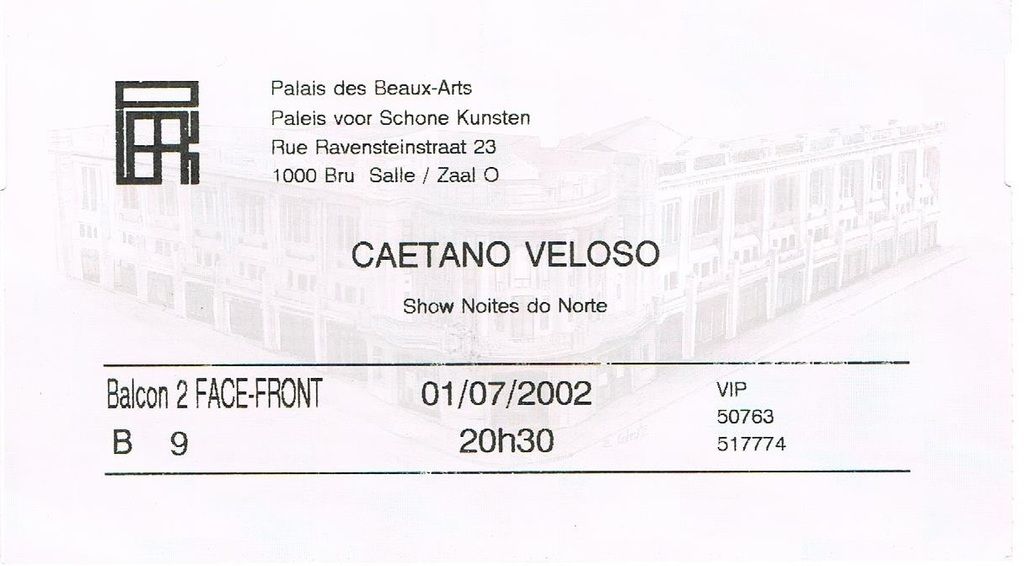 Palais des Beaux-Arts
Paleis voor Schone Kunsten
Rue Ravensteinstraat 23
1000 Bru Salle / Zaal O
CAETANO VELOSO
Show Noites do Norte
Balcon 2 FACE-FRONT 01/07/2002 VIP
B 9 20h30 50763
517774